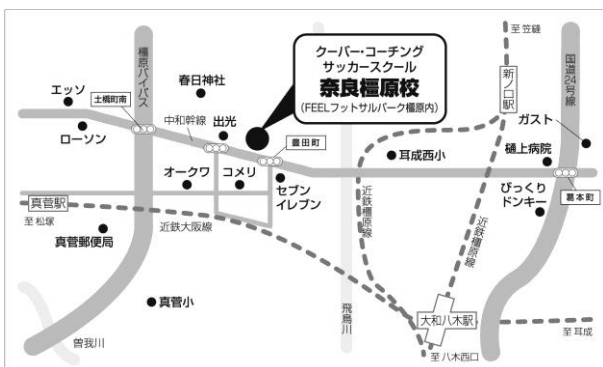 至笠縫
クーバー・コーチング
サッカースクール
奈良橿原校
(FEELフットサルパーク橿原内)
橿原バイパス
国道24号線
新ノ口駅
春日神社
エッソ
土橋町南
中和幹線
出光
ガスト
ローソン
豊田町
耳成西小
樋上病院
オークワ
コメリ
セブン
イレブン
びっくり
ドンキー
葛本町
真菅駅
至松塚
近鉄大阪線
近鉄橿原線
近鉄橿原線
真菅郵便局
真菅小
飛鳥川
大和八木駅
至耳成
曽我川
至八木西口